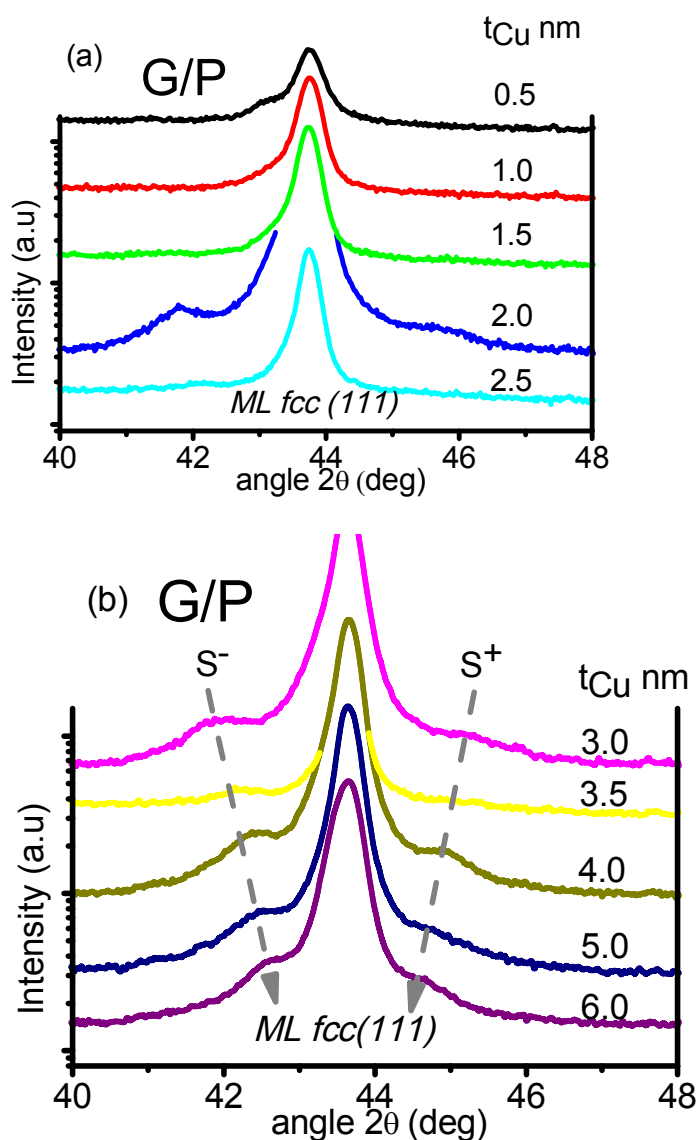 (a)
G/P
tCu nm
0.5
1.0
1.5
2.0
2.5
ML fcc (111)
Intensity (a.u)
40 42 44 46 48
angle 2θ (deg)
(b)
G/P
S- S+
tCu nm
3.0
3.5
4.0
5.0
6.0
ML fcc(111)
Intensity (a.u)
40 42 44 46 48
angle 2θ (deg)